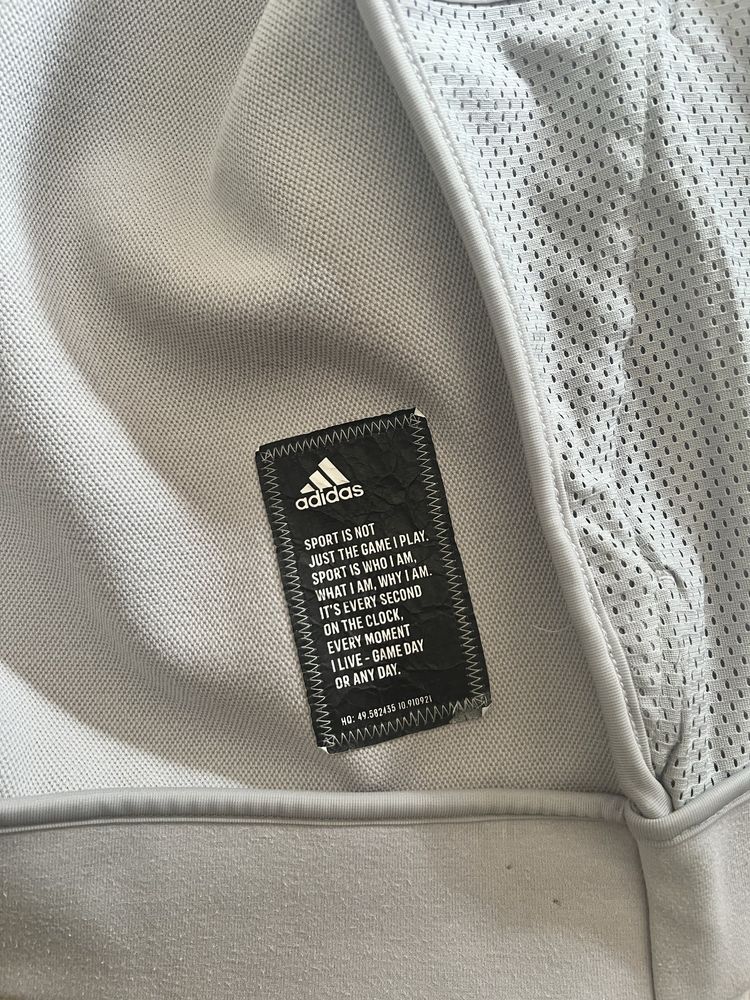 adidas
SPORT IS NOT
JUST THE GAME I PLAY.
SPORT IS WHO I AM,
WHAT I AM, WHY I AM.
IT'S EVERY SECOND
ON THE CLOCK,
EVERY MOMENT
I LIVE - GAME DAY
OR ANY DAY.
HQ: 49.582435 10.910921